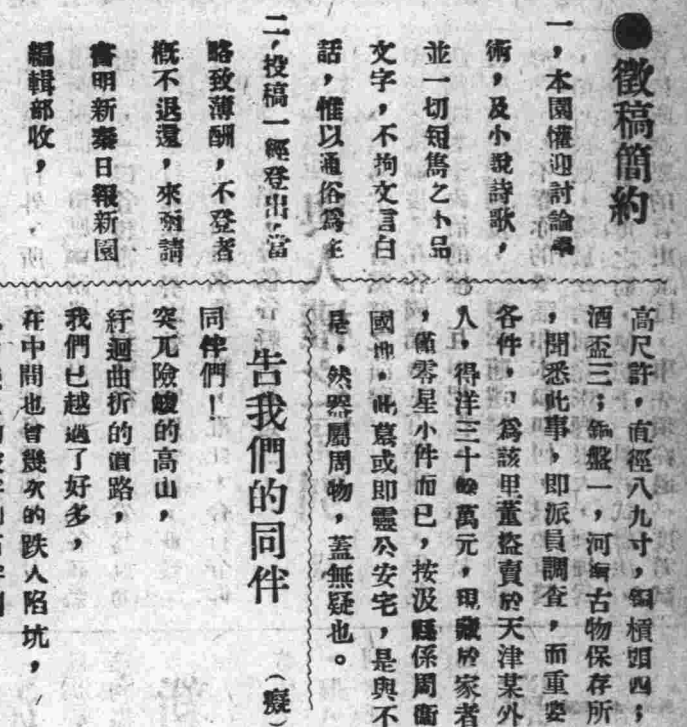 ●徵稿簡約
一，本園懽迎討論學
術，及小說詩歌，
並一切短雋之小品
文字，不拘文言白
話，惟以通俗爲主
二，投稿一經登出，當
略致薄酬，不登者
概不退還，來預請
書明新秦日報新園
編輯部收，
高尺許，直徑八九寸，銅槓頭四；
酒盃三；銅盤一，河南古物保存所
，聞悉此事，即派員調查，而重要
各件，已爲該里董盜賣於天津某外
人，得洋三十餘萬元，現藏於家者
，僅零星小件而已，按汲縣係周衞
國地，此墓或即靈公安宅，是與不
是，然器屬周物，蓋無疑也。
告我們的同伴
（癡）
同伴們！
突兀險峻的高山，
紆迴曲折的道路，
我們已越過了好多，
在中間也曾幾次的跌入陷坑，